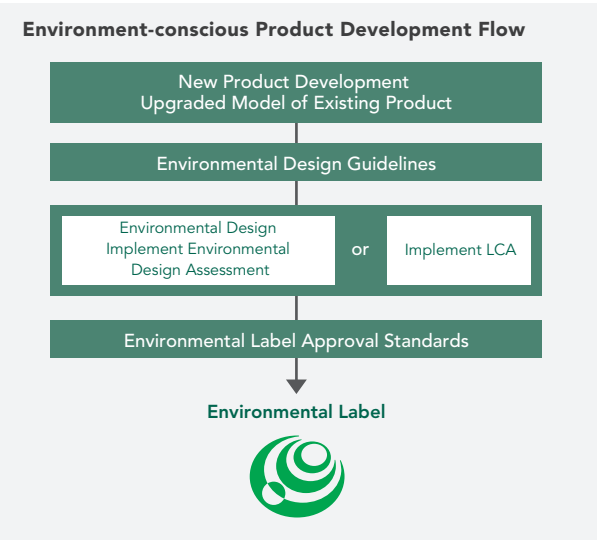 Environment-conscious Product Development Flow
New Product Development
Upgraded Model of Existing Product
Environmental Design Guidelines
Environmental Design
Implement Environmental
Design Assessment
or
Implement LCA
Environmental Label Approval Standards
Environmental Label